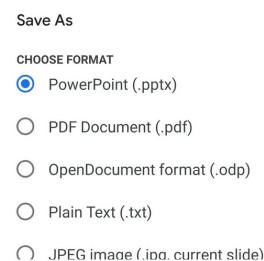 Save As
CHOOSE FORMAT
PowerPoint (.pptx)
PDF Document (.pdf)
OpenDocument format (.odp)
Plain Text (.txt)
JPEG image (.jpg, current slide)